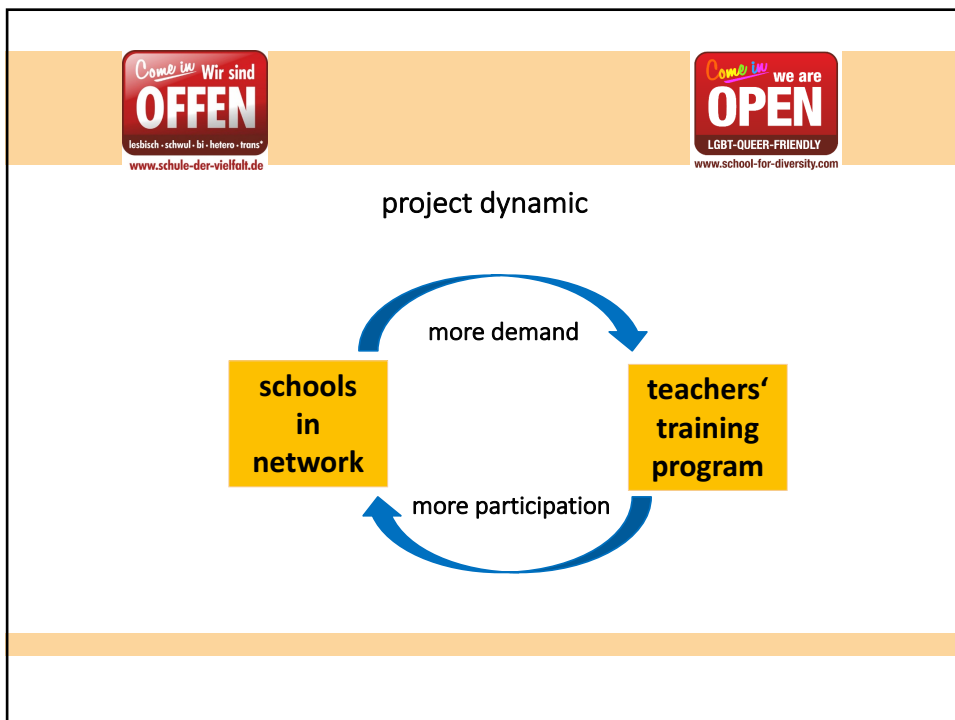 Come in Wir sind
OFFEN
lesbisch · schwul · bi · hetero · trans*
www.schule-der-vielfalt.de
Come in we are
OPEN
LGBT-QUEER-FRIENDLY
www.school-for-diversity.com
project dynamic
more demand
schools
in
network
teachers‘
training
program
more participation